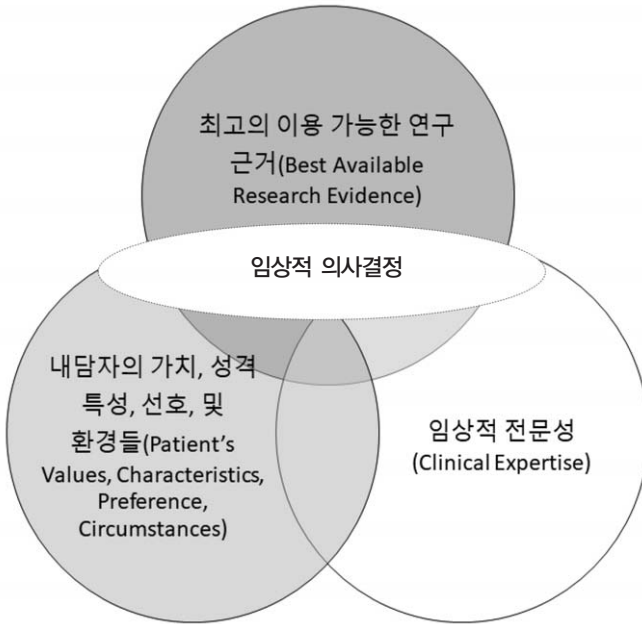 최고의 이용 가능한 연구
근거(Best Available
Research Evidence)
임상적 의사결정
내담자의 가치, 성격
특성, 선호, 및
환경들(Patient’s
Values, Characteristics,
Preference,
Circumstances)
임상적 전문성
(Clinical Expertise)